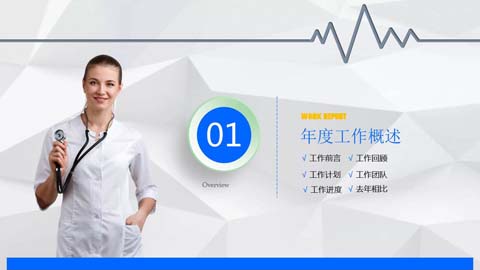 01
Overview
WORK REPORT
年度工作概述
√ 工作前言 √ 工作回顾
√ 工作计划 √ 工作团队
√ 工作进度 √ 去年相比